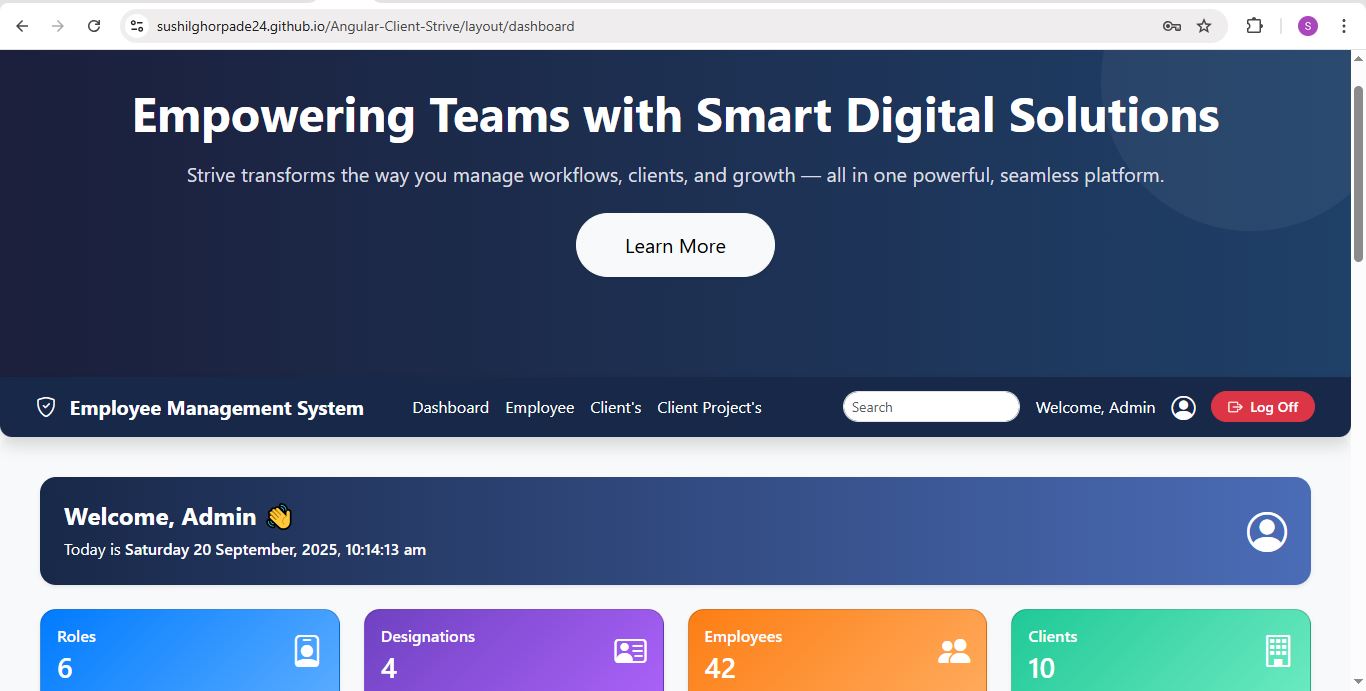 sushilghorpade24.github.io/Angular-Client-Strive/layout/dashboard
S
Empowering Teams with Smart Digital Solutions
Strive transforms the way you manage workflows, clients, and growth — all in one powerful, seamless platform.
Learn More
Employee Management System Dashboard Employee Client's Client Project's Search Welcome, Admin Log Off
Welcome, Admin 👋
Today is Saturday 20 September, 2025, 10:14:13 am
Roles Designations Employees Clients
6 4 42 10